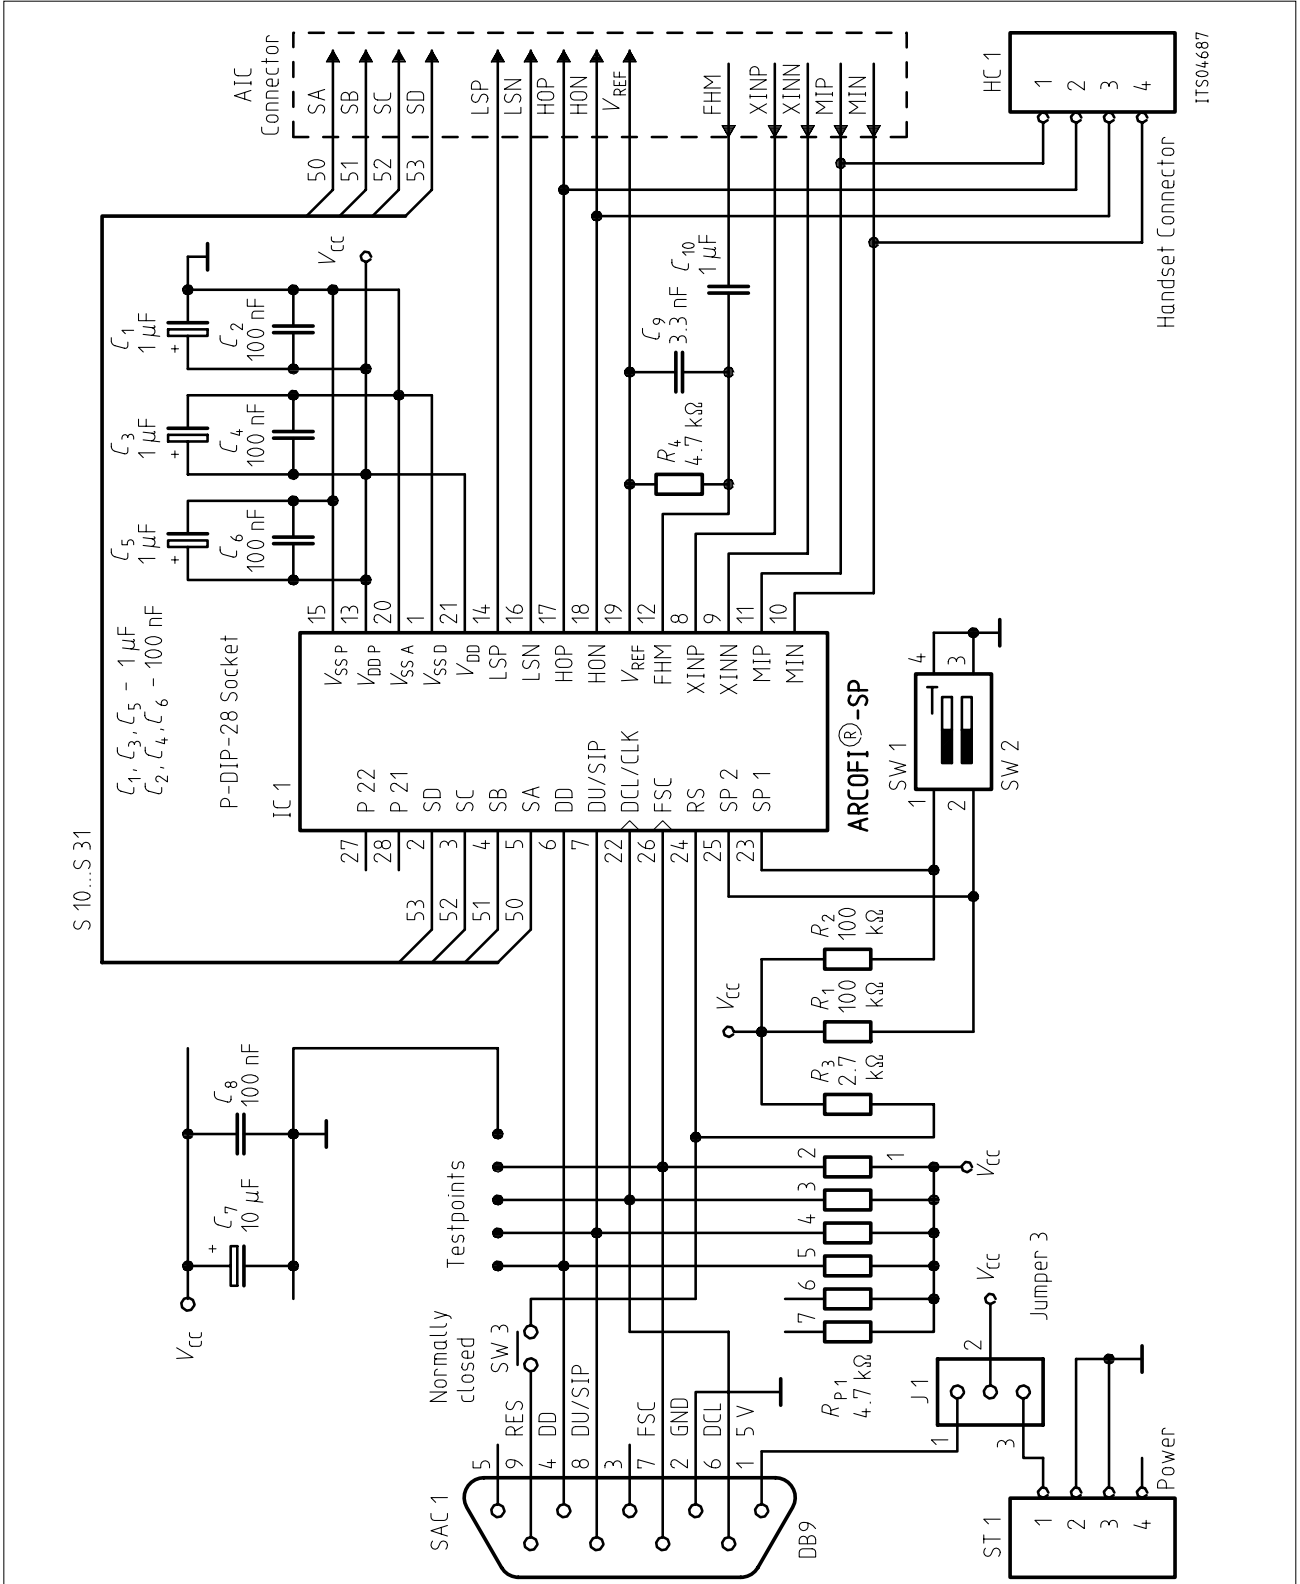 AIC
Connector
SA
SB
SC
SD
LSP
LSN
HOP
HON
VREF
FHM
XINP
XINN
MIP
MIN
50
51
52
53
HC 1
1
2
3
4
Handset Connector
ITS04687
S 10...S 31
C1
1 µF
+
C2
100 nF
C3
1 µF
+
C4
100 nF
C5
1 µF
+
C6
100 nF
VCC
C1, C3, C5 – 1 µF
C2, C4, C6 – 100 nF
P-DIP-28 Socket
C9
3.3 nF
C10
1 µF
R4
4.7 kΩ
15
13
20
1
21
14
16
17
18
19
12
8
9
11
10
IC 1
VSS P
VDD P
VSS A
VSS D
VDD
LSP
LSN
HOP
HON
VREF
FHM
XINP
XINN
MIP
MIN
P 22
P 21
SD
SC
SB
SA
DD
DU/SIP
DCL/CLK
FSC
RS
SP 2
SP 1
ARCOFI®-SP
27
28
2
3
4
5
6
7
22
26
24
25
23
53
52
51
50
SW 1
SW 2
4
3
1
2
R2
100
kΩ
R1
100
kΩ
R3
2.7
kΩ
VCC
C8
100 nF
C7
10 µF
+
VCC
Testpoints
Normally
closed
SW 3
2
3
4
5
6
7
1
VCC
RP1
4.7 kΩ
SAC 1
5
9 RES
4 DD
8 DU/SIP
3
7 FSC
2 GND
6 DCL
1 5 V
DB9
J 1
1
2
3
VCC
Jumper 3
ST 1
1
2
3
4
Power